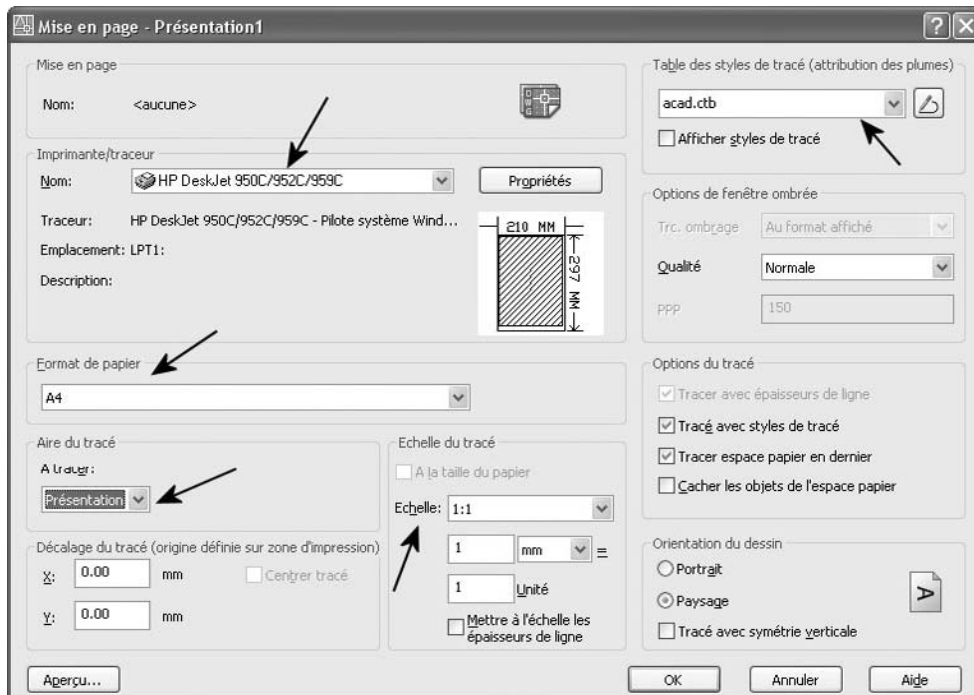 Mise en page - Présentation1
Mise en page
Nom: <aucune>
Imprimante/traceur
Nom: HP DeskJet 950C/952C/959C
Propriétés
Traceur: HP DeskJet 950C/952C/959C - Pilote système Wind...
Emplacement: LPT1:
Description:
210 MM
297 MM
Format de papier
A4
Aire du tracé
A tracer:
Présentation
Décalage du tracé (origine définie sur zone d'impression)
X: 0.00 mm
Centrer tracé
Y: 0.00 mm
Echelle du tracé
A la taille du papier
Echelle: 1:1
1 mm =
1 Unité
Mettre à l'échelle les
épaisseurs de ligne
Table des styles de tracé (attribution des plumes)
acad.ctb
Afficher styles de tracé
Options de fenêtre ombrée
Trc. ombrage Au format affiché
Qualité Normale
PPP 150
Options du tracé
Tracer avec épaisseurs de ligne
Tracé avec styles de tracé
Tracer espace papier en dernier
Cacher les objets de l'espace papier
Orientation du dessin
Portrait
Paysage
Tracé avec symétrie verticale
A
Aperçu...
OK
Annuler
Aide